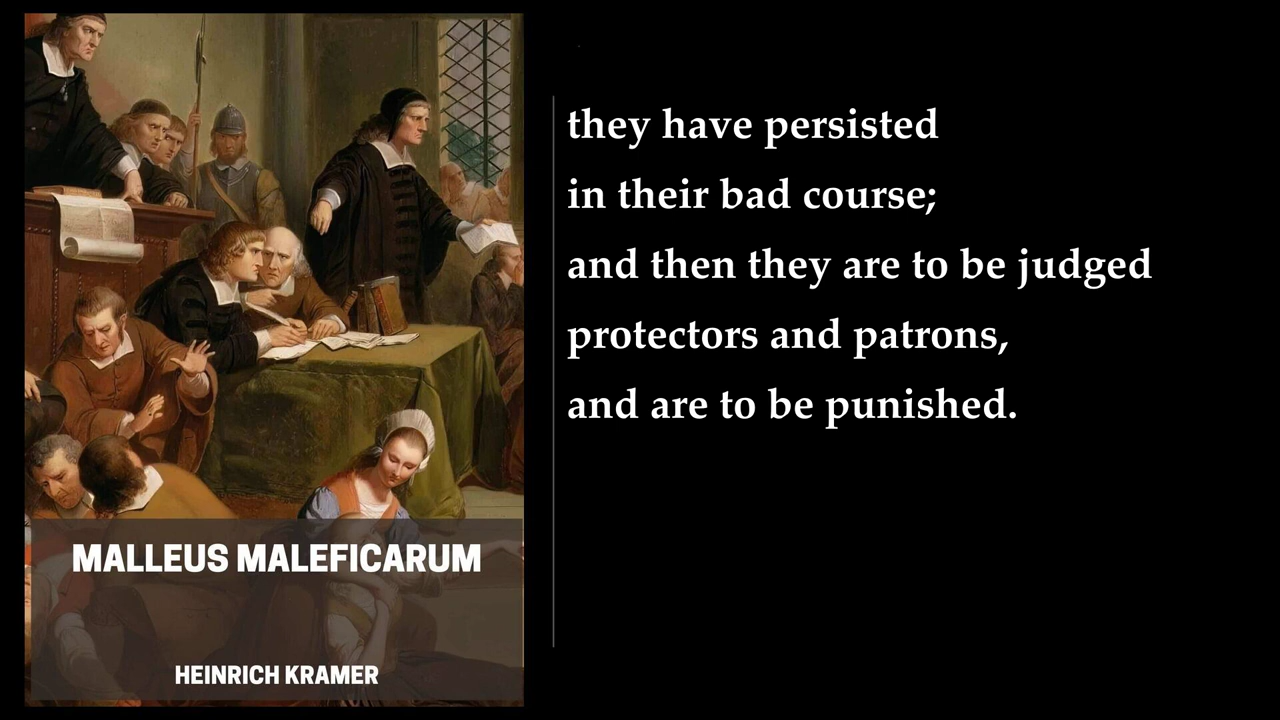 MALLEUS MALEFICARUM
HEINRICH KRAMER
they have persisted
in their bad course;
and then they are to be judged
protectors and patrons,
and are to be punished.